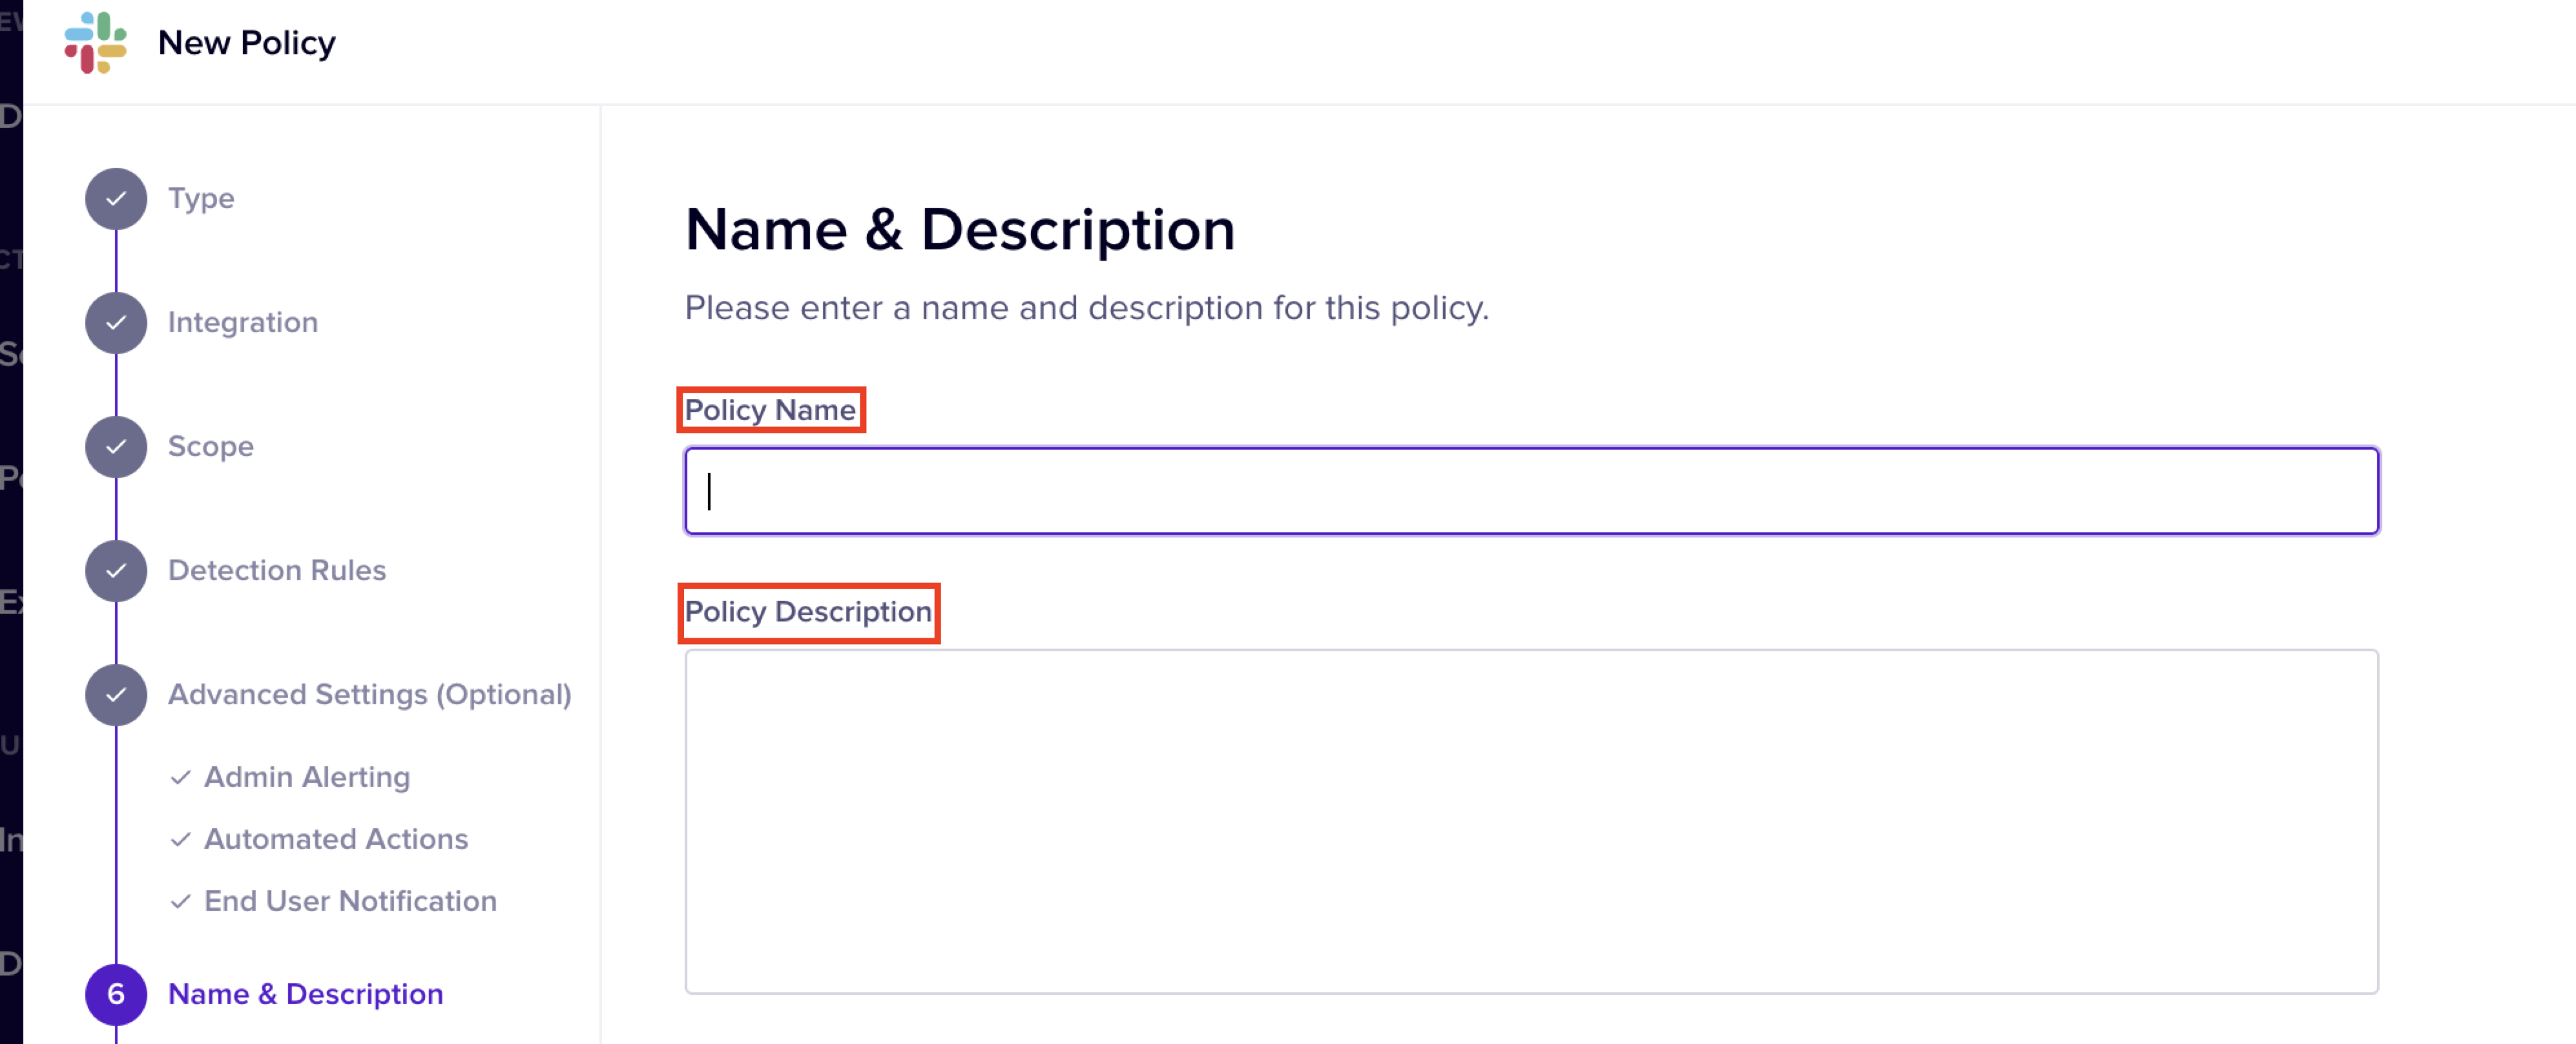 New Policy
Type
Integration
Scope
Detection Rules
Advanced Settings (Optional)
Admin Alerting
Automated Actions
End User Notification
6 Name & Description
Name & Description
Please enter a name and description for this policy.
Policy Name
Policy Description